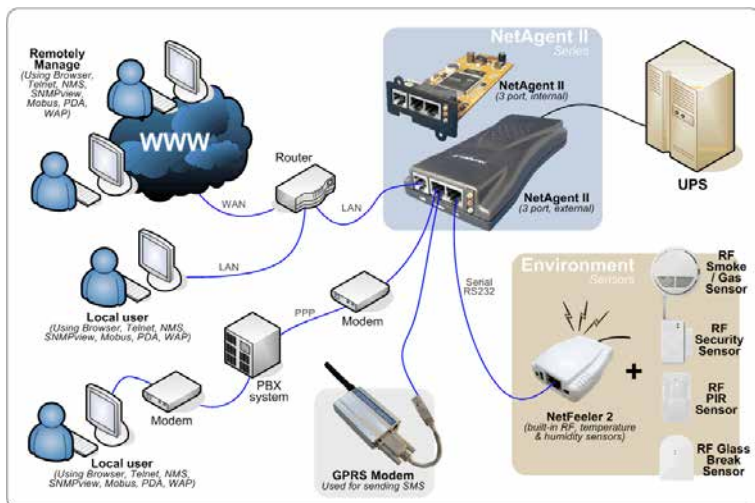 Remotely
Manage
(Using Browser,
Telnet, NMS,
SNMPview,
Mobus, PDA,
WAP)
WWW
Router
WAN
LAN
LAN
Local user
(Using Browser, Telnet, NMS,
SNMPview, Mobus, PDA, WAP)
PPP
Modem
PBX
system
Modem
Local user
(Using Browser, Telnet, NMS,
SNMPview, Mobus, PDA, WAP)
GPRS Modem
Used for sending SMS
NetAgent II
Series
NetAgent II
(3 port, internal)
NetAgent II
(3 port, external)
UPS
Serial
RS232
Environment
Sensors
NetFeeler 2
(built-in RF, temperature
& humidity sensors)
+
RF
Smoke
/ Gas
Sensor
RF
Security
Sensor
RF
PIR
Sensor
RF Glass
Break
Sensor